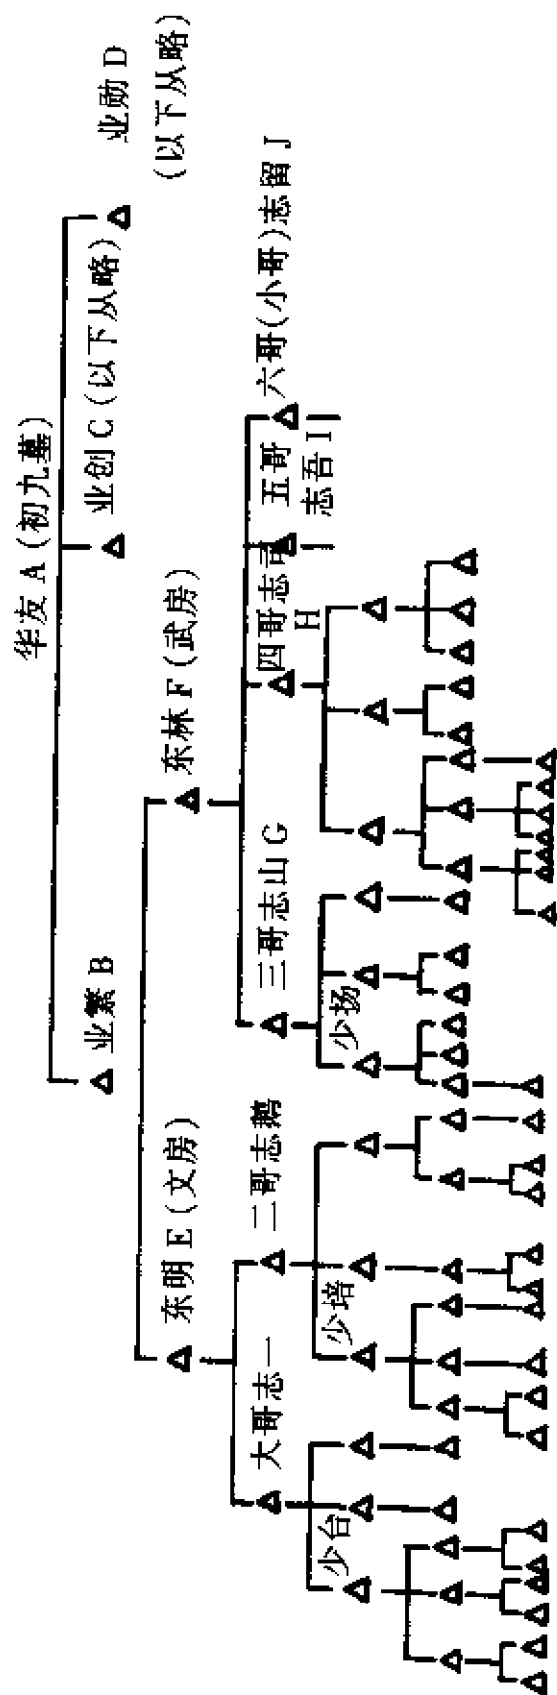 华友 A (初九墓)
业繁 B
业创 C (以下从略)
业勋 D
(以下从略)
东明 E (文房)
东林 F (武房)
大哥志一
二哥志鹅
三哥志山 G
四哥志司
H
五哥
志吾 I
六哥(小哥)志留 J
少台
少培
少扬